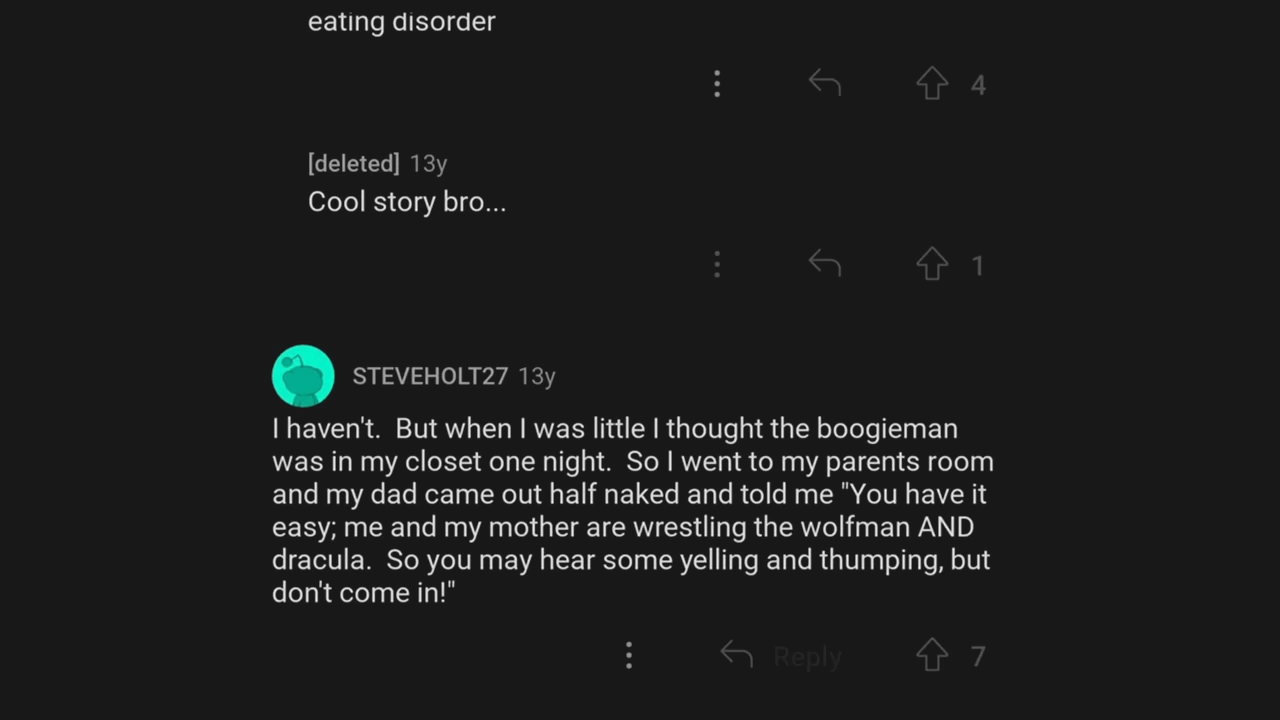 eating disorder
4
[deleted] 13y
Cool story bro...
1
STEVEHOLT27 13y
I haven't.  But when I was little I thought the boogieman
was in my closet one night.  So I went to my parents room
and my dad came out half naked and told me "You have it
easy; me and my mother are wrestling the wolfman AND
dracula.  So you may hear some yelling and thumping, but
don't come in!"
Reply 7